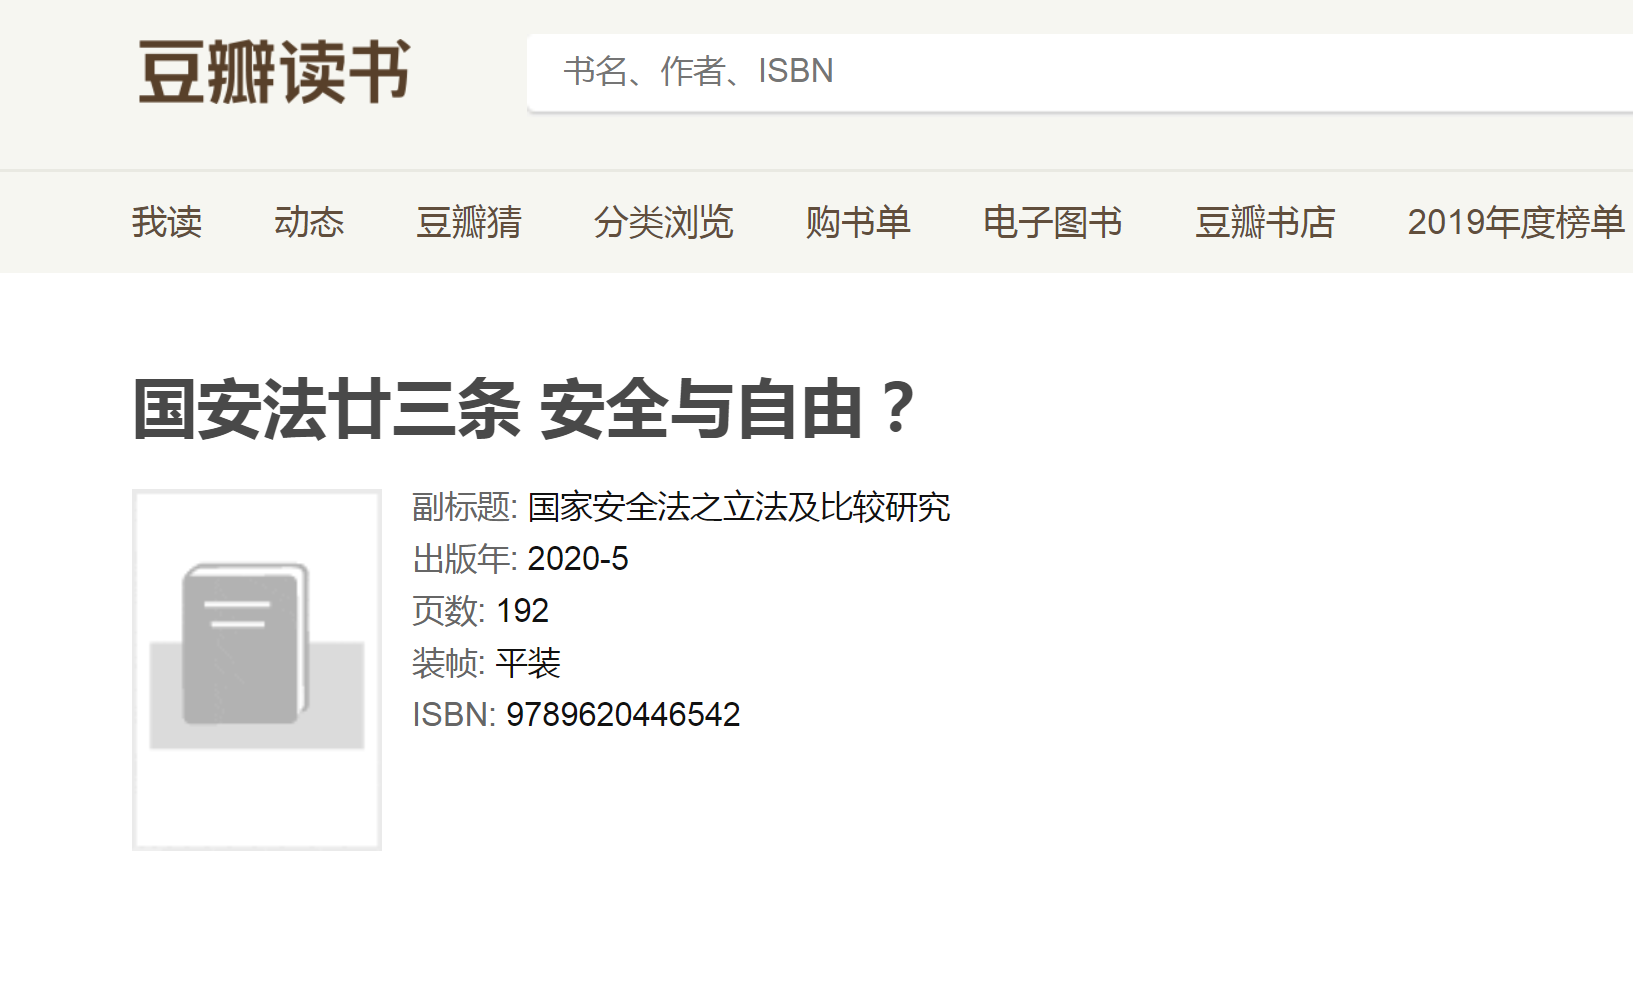 豆瓣读书
书名、作者、ISBN
我读 动态 豆瓣猜 分类浏览 购书单 电子图书 豆瓣书店 2019年度榜单
国安法廿三条 安全与自由？
副标题: 国家安全法之立法及比较研究
出版年: 2020-5
页数: 192
装帧: 平装
ISBN: 9789620446542